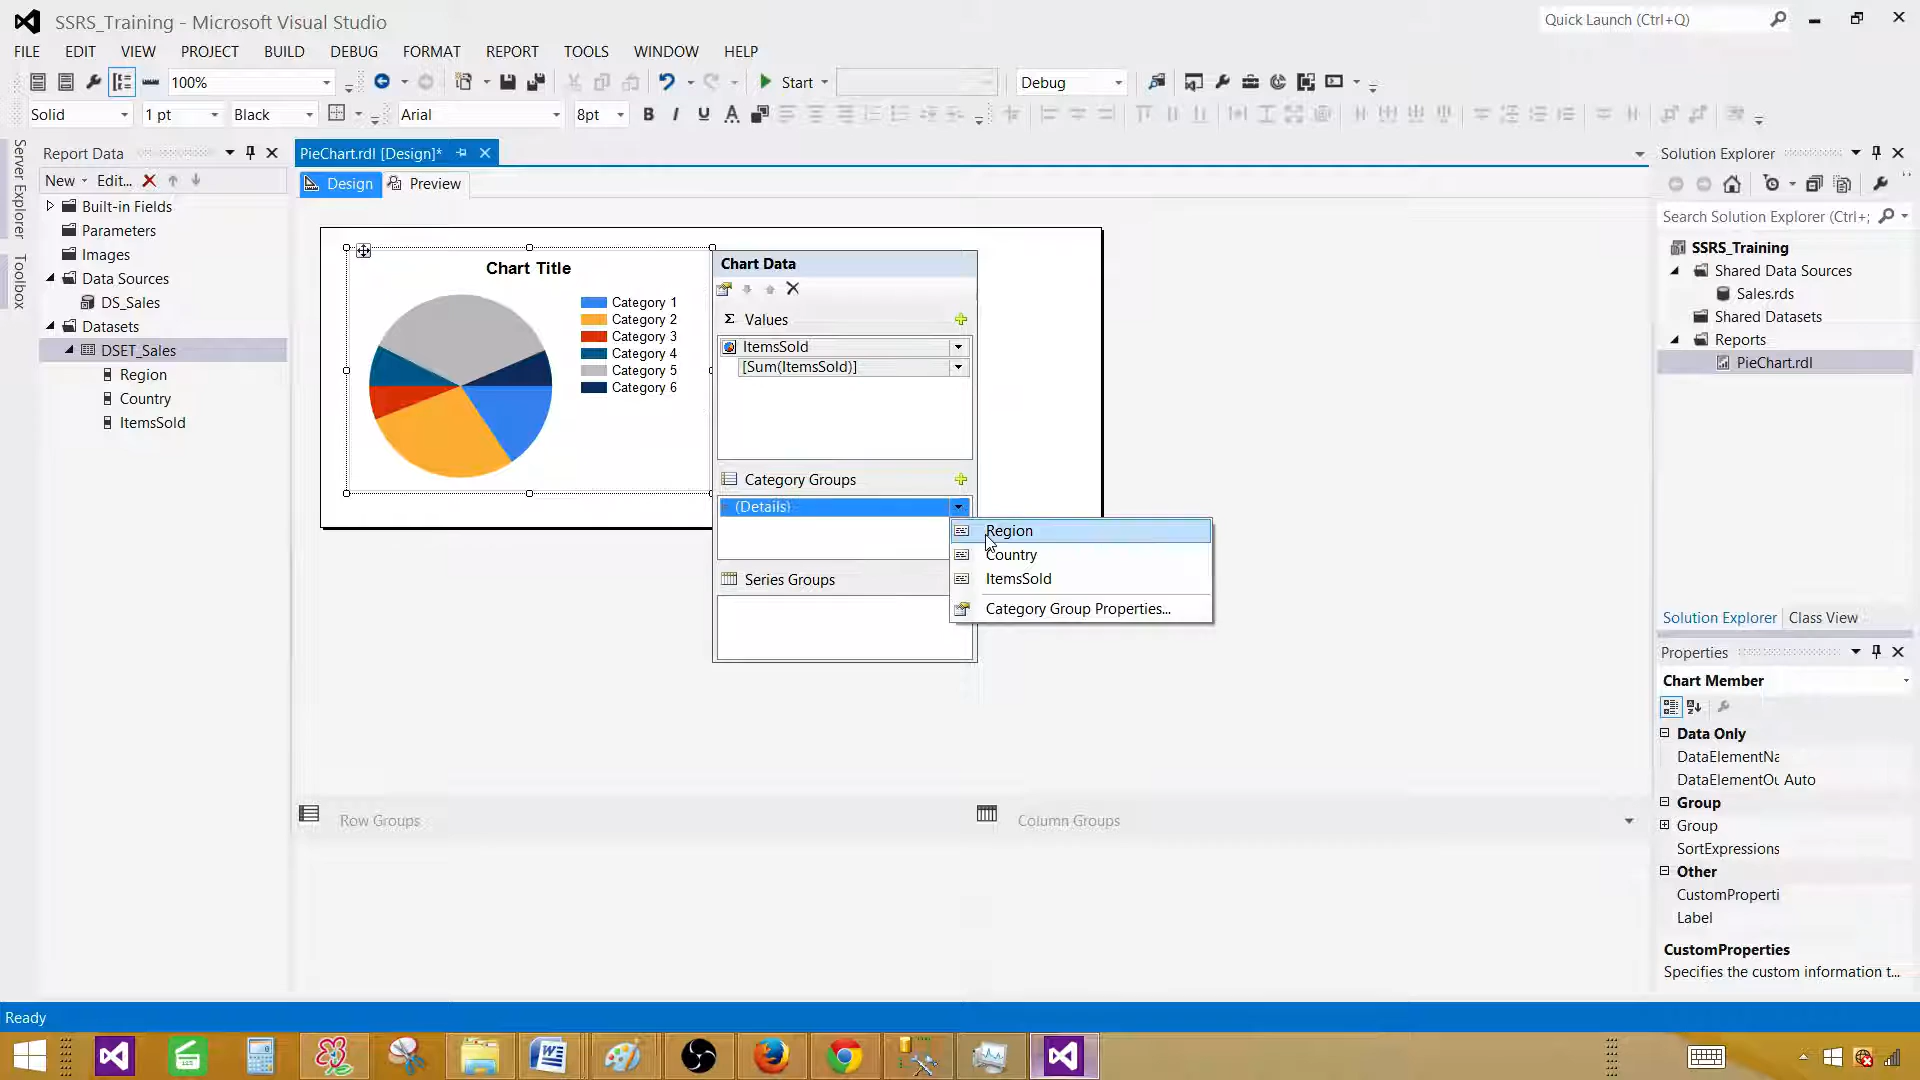 SSRS_Training - Microsoft Visual Studio
Quick Launch (Ctrl+Q)
FILE EDIT VIEW PROJECT BUILD DEBUG FORMAT REPORT TOOLS WINDOW HELP
100% Start Debug
Solid 1 pt Black Arial 8pt B I U A
Server Explorer
Toolbox
Report Data
New Edit...
Built-in Fields
Parameters
Images
Data Sources
DS_Sales
Datasets
DSET_Sales
Region
Country
ItemsSold
PieChart.rdl [Design]*
Design Preview
Chart Title
Category 1
Category 2
Category 3
Category 4
Category 5
Category 6
Chart Data
Σ Values
ItemsSold
[Sum(ItemsSold)]
Category Groups
(Details)
Series Groups
Region
Country
ItemsSold
Category Group Properties...
Row Groups
Column Groups
Solution Explorer
Search Solution Explorer (Ctrl+;
SSRS_Training
Shared Data Sources
Sales.rds
Shared Datasets
Reports
PieChart.rdl
Solution Explorer Class View
Properties
Chart Member
Data Only
DataElementNa
DataElementOu Auto
Group
Group
SortExpressions
Other
CustomProperti
Label
CustomProperties
Specifies the custom information t...
Ready